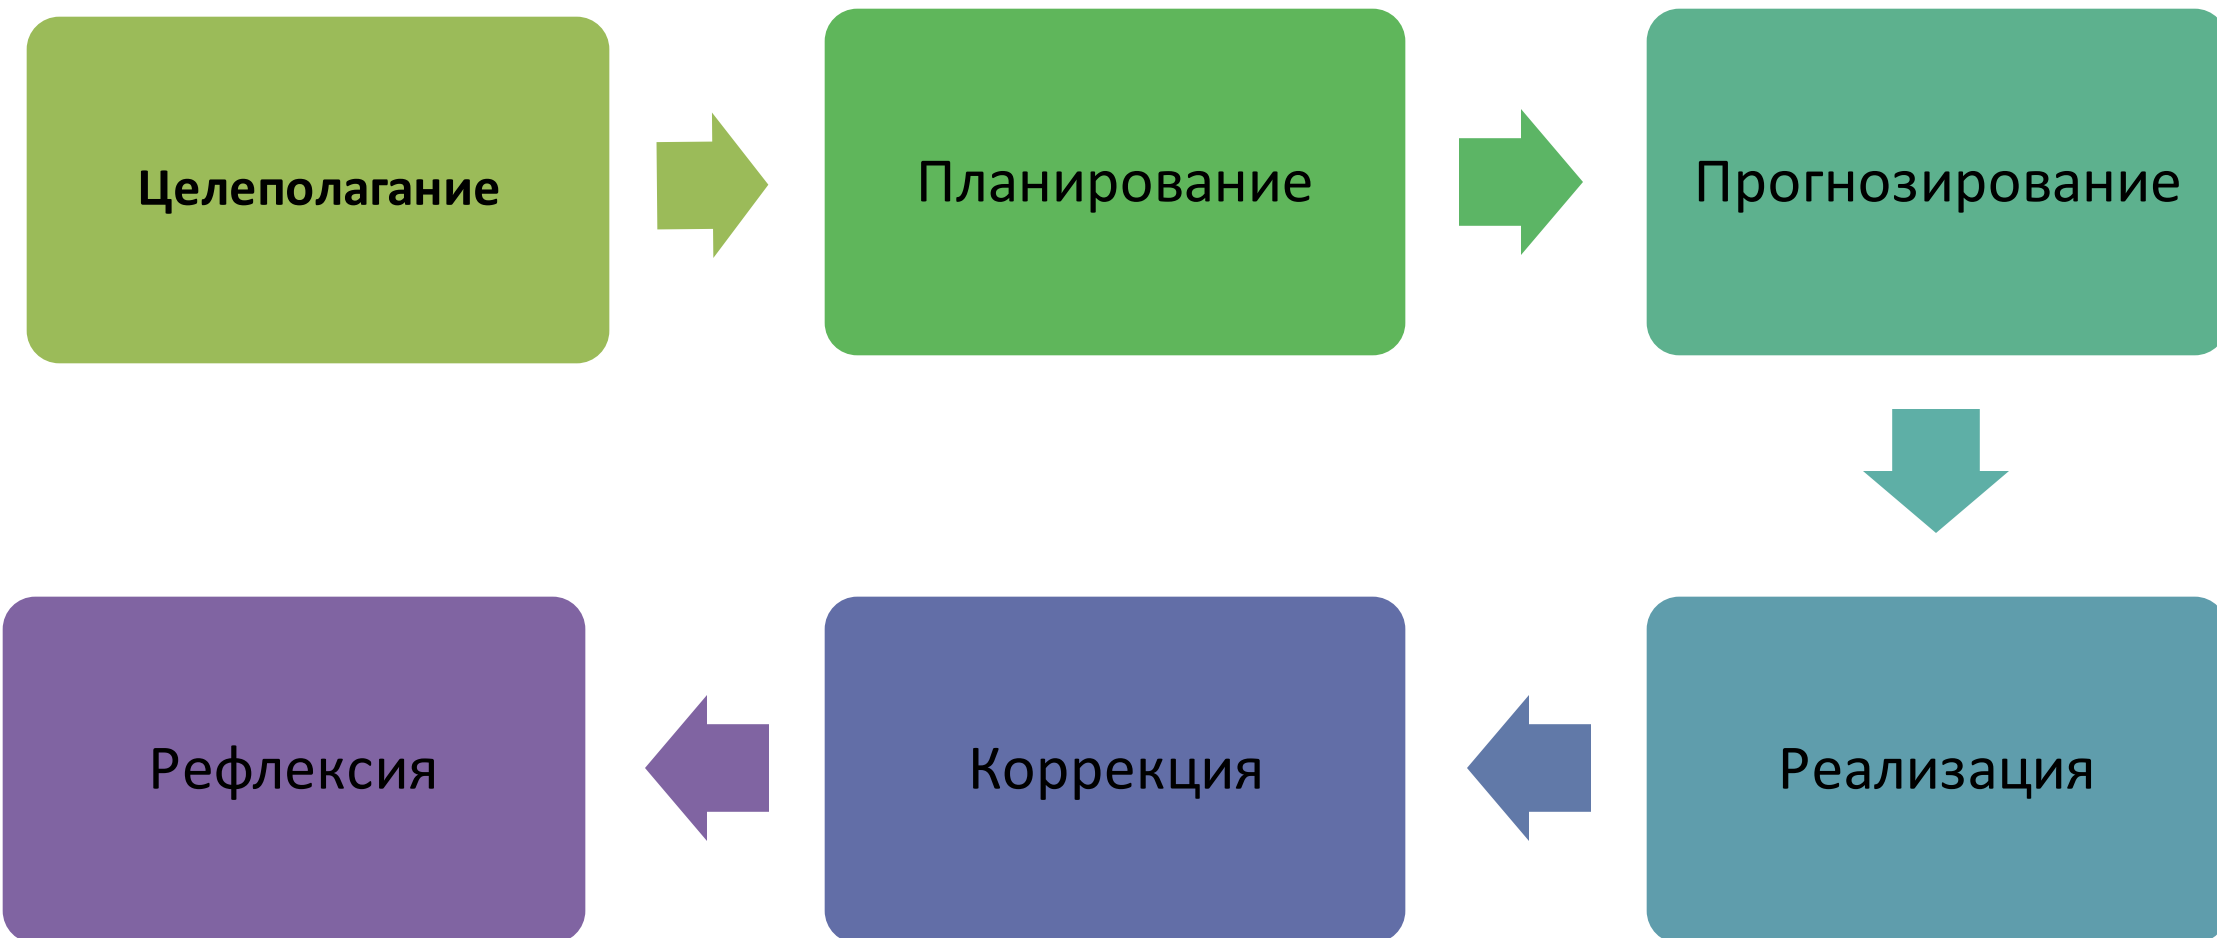 Целеполагание
Планирование
Прогнозирование
Реализация
Коррекция
Рефлексия